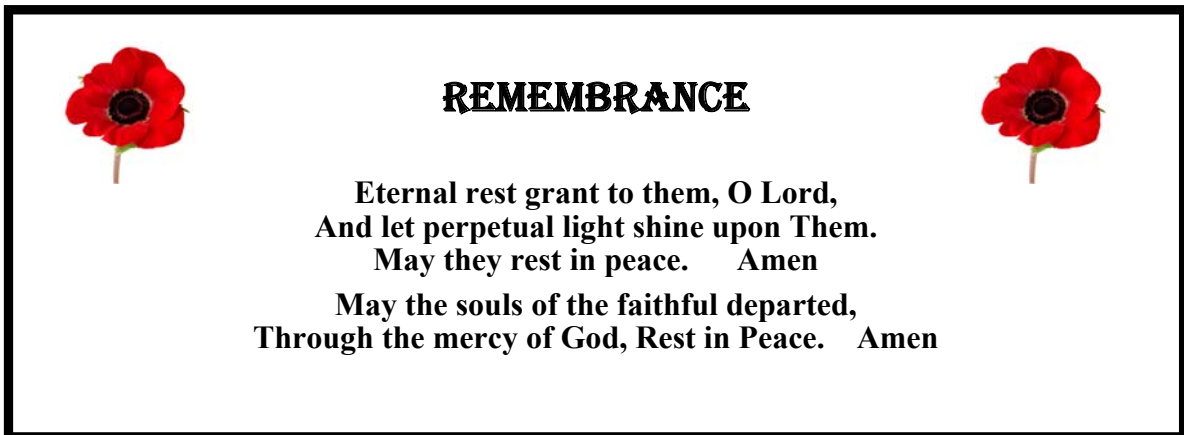 REMEMBRANCE
Eternal rest grant to them, O Lord,
And let perpetual light shine upon Them.
May they rest in peace. Amen
May the souls of the faithful departed,
Through the mercy of God, Rest in Peace. Amen